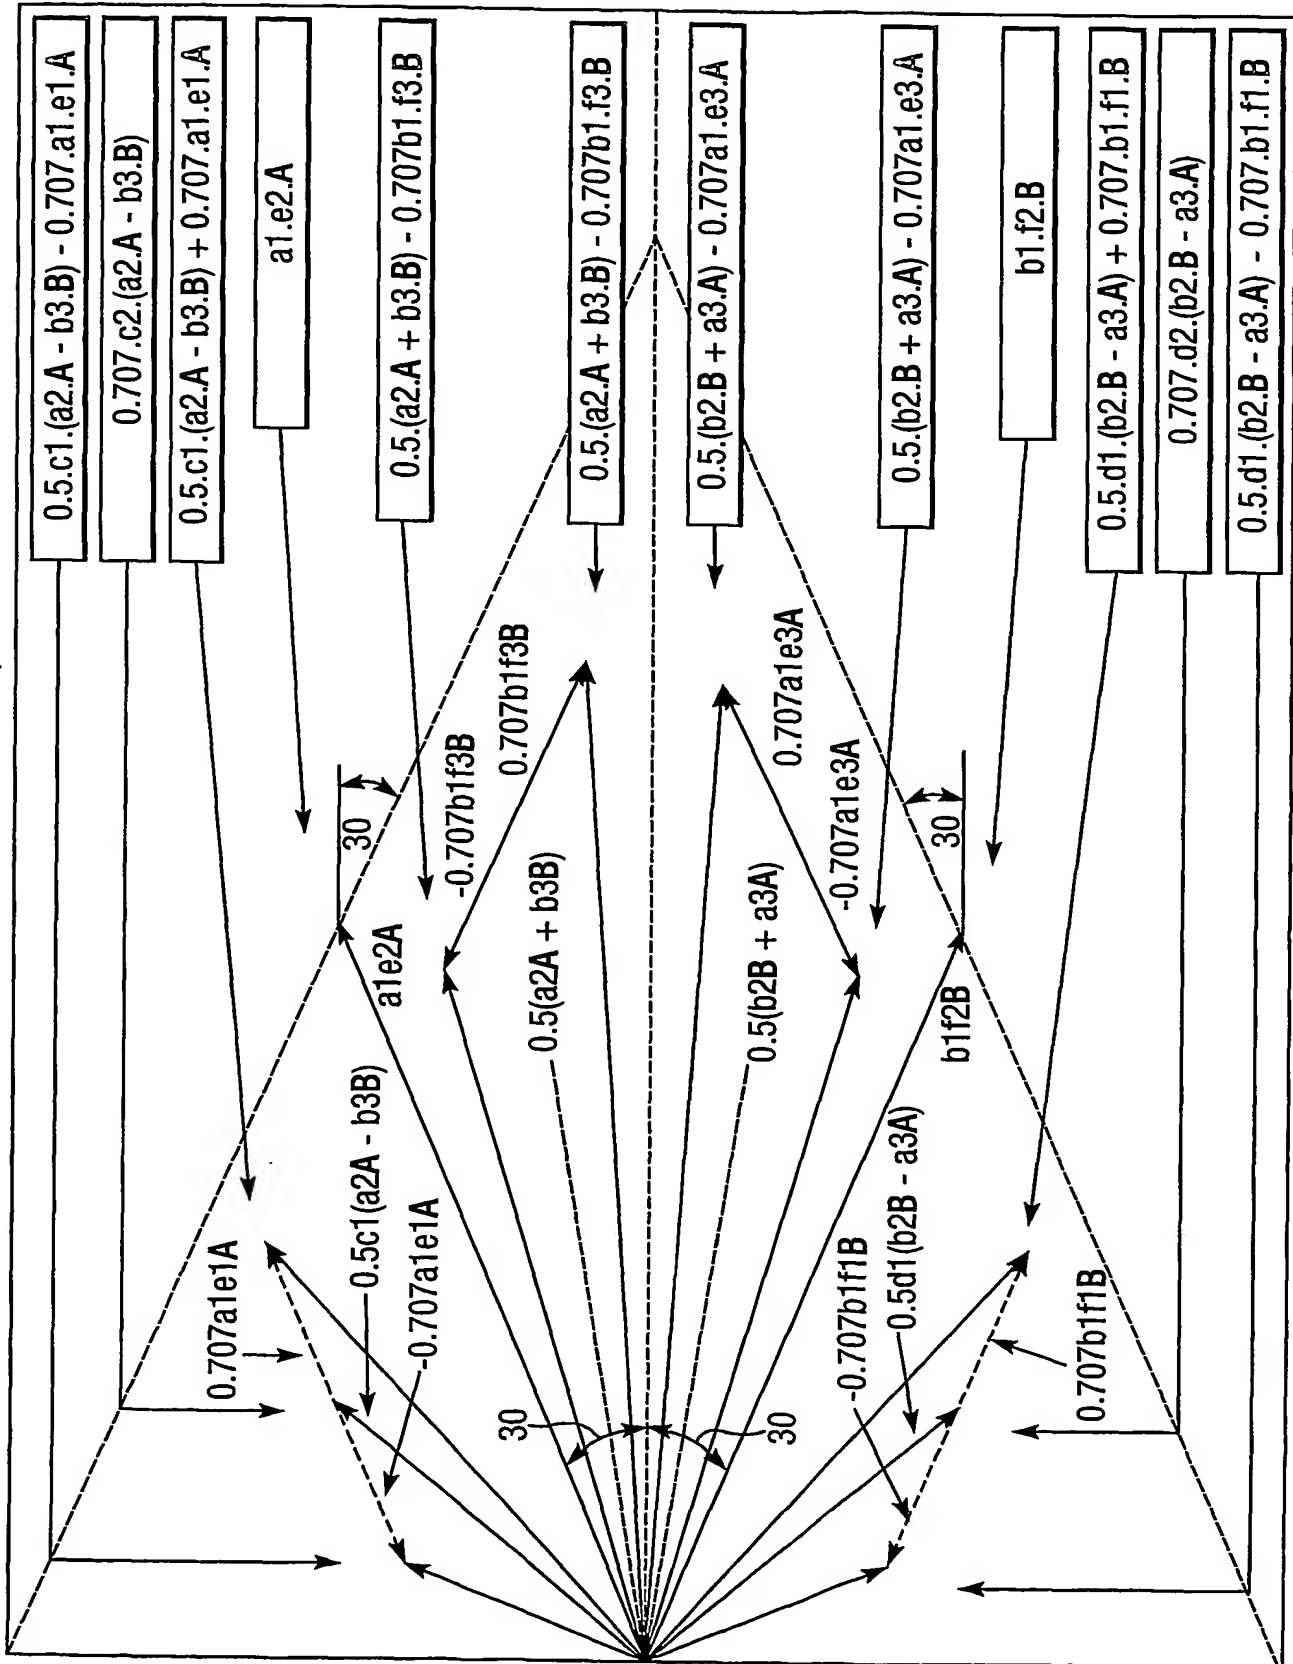 0.5.c1.(a2.A - b3.B) - 0.707.a1.e1.A
0.707.c2.(a2.A - b3.B)
0.5.c1.(a2.A - b3.B) + 0.707.a1.e1.A
a1.e2.A
0.5.(a2.A + b3.B) - 0.707b1.f3.B
0.5.(a2.A + b3.B) - 0.707b1.f3.B
0.5.(b2.B + a3.A) - 0.707a1.e3.A
0.5.(b2.B + a3.A) - 0.707a1.e3.A
b1.f2.B
0.5.d1.(b2.B - a3.A) + 0.707.b1.f1.B
0.707.d2.(b2.B - a3.A)
0.5.d1.(b2.B - a3.A) - 0.707.b1.f1.B
0.707a1e1A
0.5c1(a2A - b3B)
-0.707a1e1A
30
a1e2A
-0.707b1f3B
0.707b1f3B
0.5(a2A + b3B)
30
0.5(b2B + a3A)
0.707a1e3A
-0.707a1e3A
30
b1f2B
30
-0.707b1f1B
0.5d1(b2B - a3A)
0.707b1f1B